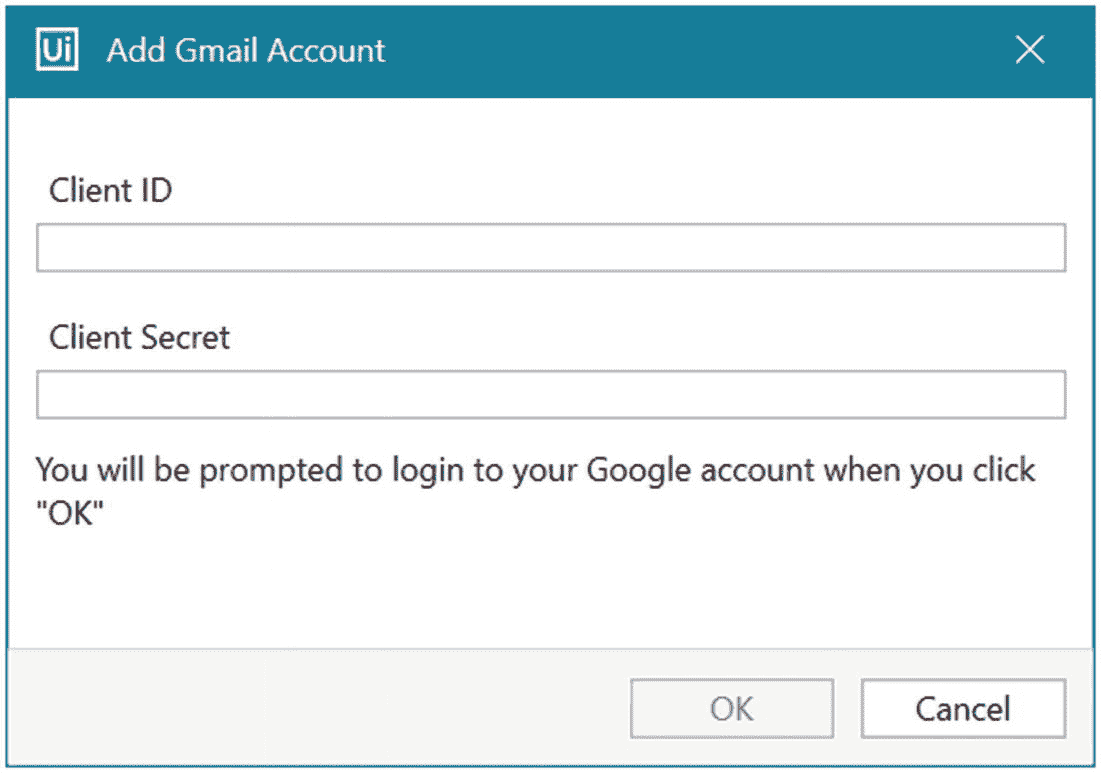 Ui Add Gmail Account
Client ID
Client Secret
You will be prompted to login to your Google account when you click
"OK"
OK Cancel